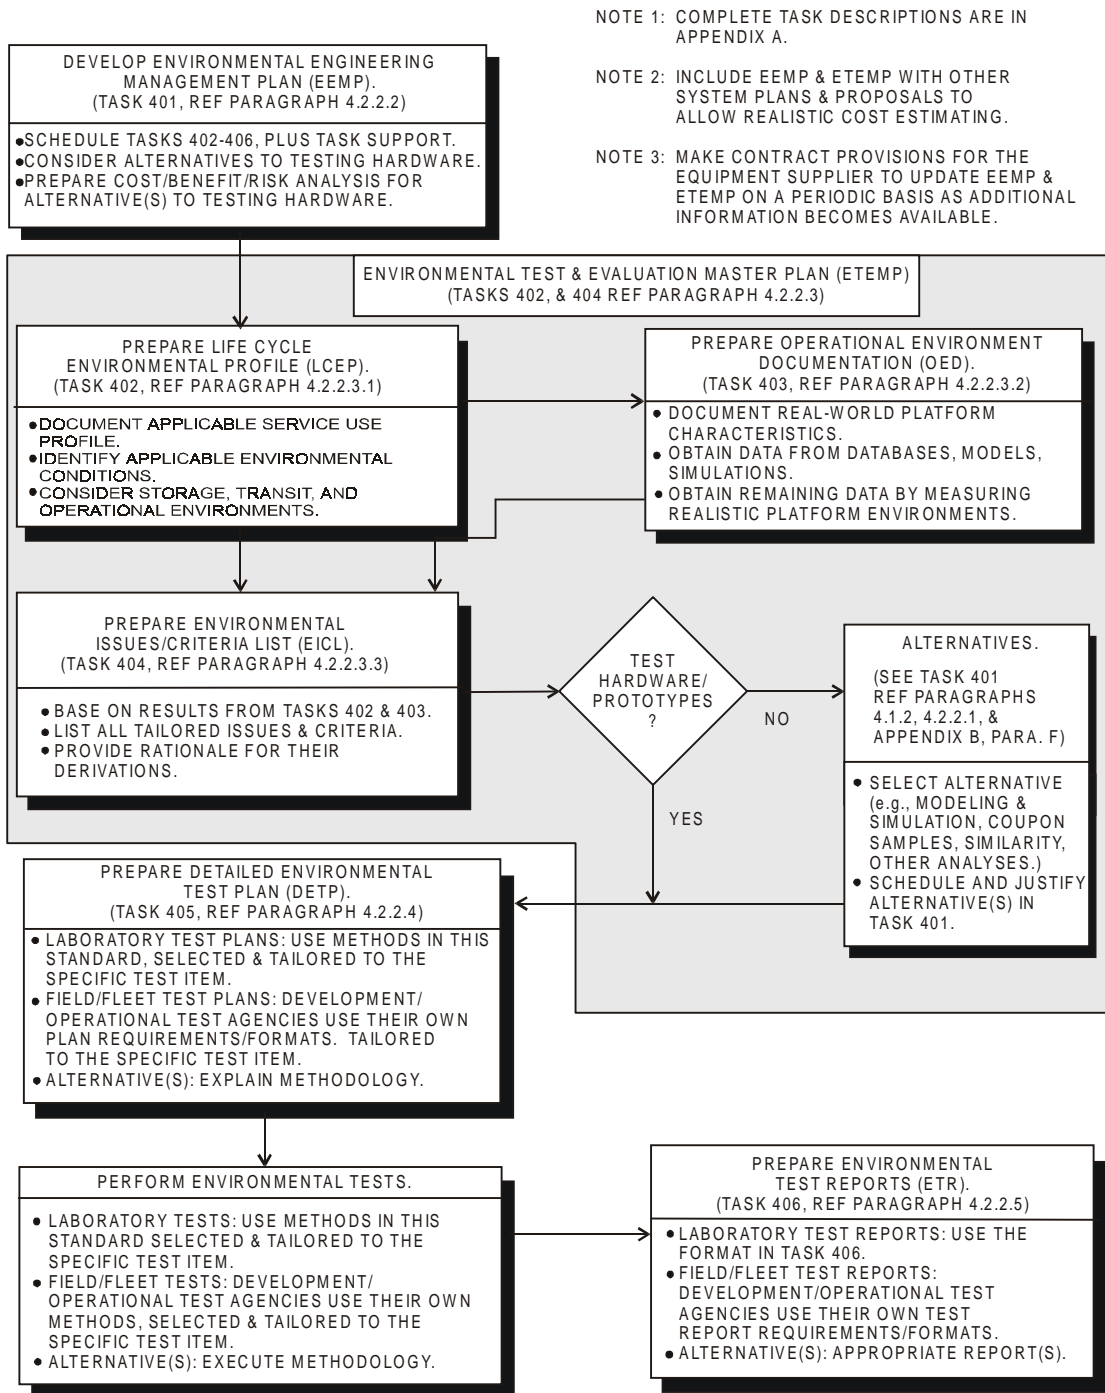 NOTE 1: COMPLETE TASK DESCRIPTIONS ARE IN
APPENDIX A.
NOTE 2: INCLUDE EEMP & ETEMP WITH OTHER
SYSTEM PLANS & PROPOSALS TO
ALLOW REALISTIC COST ESTIMATING.
NOTE 3: MAKE CONTRACT PROVISIONS FOR THE
EQUIPMENT SUPPLIER TO UPDATE EEMP &
ETEMP ON A PERIODIC BASIS AS ADDITIONAL
INFORMATION BECOMES AVAILABLE.
DEVELOP ENVIRONMENTAL ENGINEERING
MANAGEMENT PLAN (EEMP).
(TASK 401, REF PARAGRAPH 4.2.2.2)
●SCHEDULE TASKS 402-406, PLUS TASK SUPPORT.
●CONSIDER ALTERNATIVES TO TESTING HARDWARE.
●PREPARE COST/BENEFIT/RISK ANALYSIS FOR
ALTERNATIVE(S) TO TESTING HARDWARE.
ENVIRONMENTAL TEST & EVALUATION MASTER PLAN (ETEMP)
(TASKS 402, & 404 REF PARAGRAPH 4.2.2.3)
PREPARE LIFE CYCLE
ENVIRONMENTAL PROFILE (LCEP).
(TASK 402, REF PARAGRAPH 4.2.2.3.1)
● DOCUMENT APPLICABLE SERVICE USE
PROFILE.
● IDENTIFY APPLICABLE ENVIRONMENTAL
CONDITIONS.
● CONSIDER STORAGE, TRANSIT, AND
OPERATIONAL ENVIRONMENTS.
PREPARE OPERATIONAL ENVIRONMENT
DOCUMENTATION (OED).
(TASK 403, REF PARAGRAPH 4.2.2.3.2)
● DOCUMENT REAL-WORLD PLATFORM
CHARACTERISTICS.
● OBTAIN DATA FROM DATABASES, MODELS,
SIMULATIONS.
● OBTAIN REMAINING DATA BY MEASURING
REALISTIC PLATFORM ENVIRONMENTS.
PREPARE ENVIRONMENTAL
ISSUES/CRITERIA LIST (EICL).
(TASK 404, REF PARAGRAPH 4.2.2.3.3)
● BASE ON RESULTS FROM TASKS 402 & 403.
● LIST ALL TAILORED ISSUES & CRITERIA.
● PROVIDE RATIONALE FOR THEIR
DERIVATIONS.
TEST
HARDWARE/
PROTOTYPES
?
NO
YES
ALTERNATIVES.
(SEE TASK 401
REF PARAGRAPHS
4.1.2, 4.2.2.1, &
APPENDIX B, PARA. F)
● SELECT ALTERNATIVE
(e.g., MODELING &
SIMULATION, COUPON
SAMPLES, SIMILARITY,
OTHER ANALYSES.)
● SCHEDULE AND JUSTIFY
ALTERNATIVE(S) IN
TASK 401.
PREPARE DETAILED ENVIRONMENTAL
TEST PLAN (DETP).
(TASK 405, REF PARAGRAPH 4.2.2.4)
● LABORATORY TEST PLANS: USE METHODS IN THIS
STANDARD, SELECTED & TAILORED TO THE
SPECIFIC TEST ITEM.
● FIELD/FLEET TEST PLANS: DEVELOPMENT/
OPERATIONAL TEST AGENCIES USE THEIR OWN
PLAN REQUIREMENTS/FORMATS. TAILORED
TO THE SPECIFIC TEST ITEM.
● ALTERNATIVE(S): EXPLAIN METHODOLOGY.
PERFORM ENVIRONMENTAL TESTS.
● LABORATORY TESTS: USE METHODS IN THIS
STANDARD SELECTED & TAILORED TO THE
SPECIFIC TEST ITEM.
● FIELD/FLEET TESTS: DEVELOPMENT/
OPERATIONAL TEST AGENCIES USE THEIR OWN
METHODS, SELECTED & TAILORED TO THE
SPECIFIC TEST ITEM.
● ALTERNATIVE(S): EXECUTE METHODOLOGY.
PREPARE ENVIRONMENTAL
TEST REPORTS (ETR).
(TASK 406, REF PARAGRAPH 4.2.2.5)
● LABORATORY TEST REPORTS: USE THE
FORMAT IN TASK 406.
● FIELD/FLEET TEST REPORTS:
DEVELOPMENT/OPERATIONAL TEST
AGENCIES USE THEIR OWN TEST
REPORT REQUIREMENTS/FORMATS.
● ALTERNATIVE(S): APPROPRIATE REPORT(S).